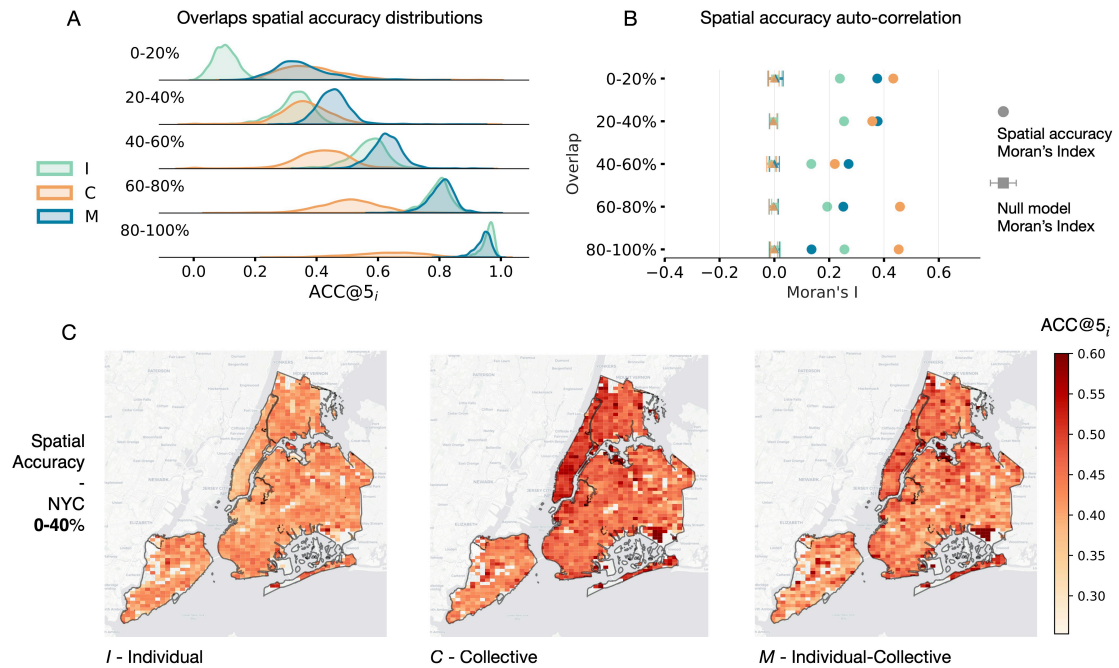 A
Overlaps spatial accuracy distributions
0-20%
20-40%
40-60%
60-80%
80-100%
I
C
M
0.0 0.2 0.4 0.6 0.8 1.0
ACC@5i
B
Spatial accuracy auto-correlation
Overlap
0-20%
20-40%
40-60%
60-80%
80-100%
−0.4 −0.2 0.0 0.2 0.4 0.6
Moran's I
Spatial accuracy
Moran's Index
Null model
Moran's Index
C
Spatial
Accuracy
-
NYC
0-40%
ACC@5i
0.60
0.55
0.50
0.45
0.40
0.35
0.30
I - Individual
C - Collective
M - Individual-Collective